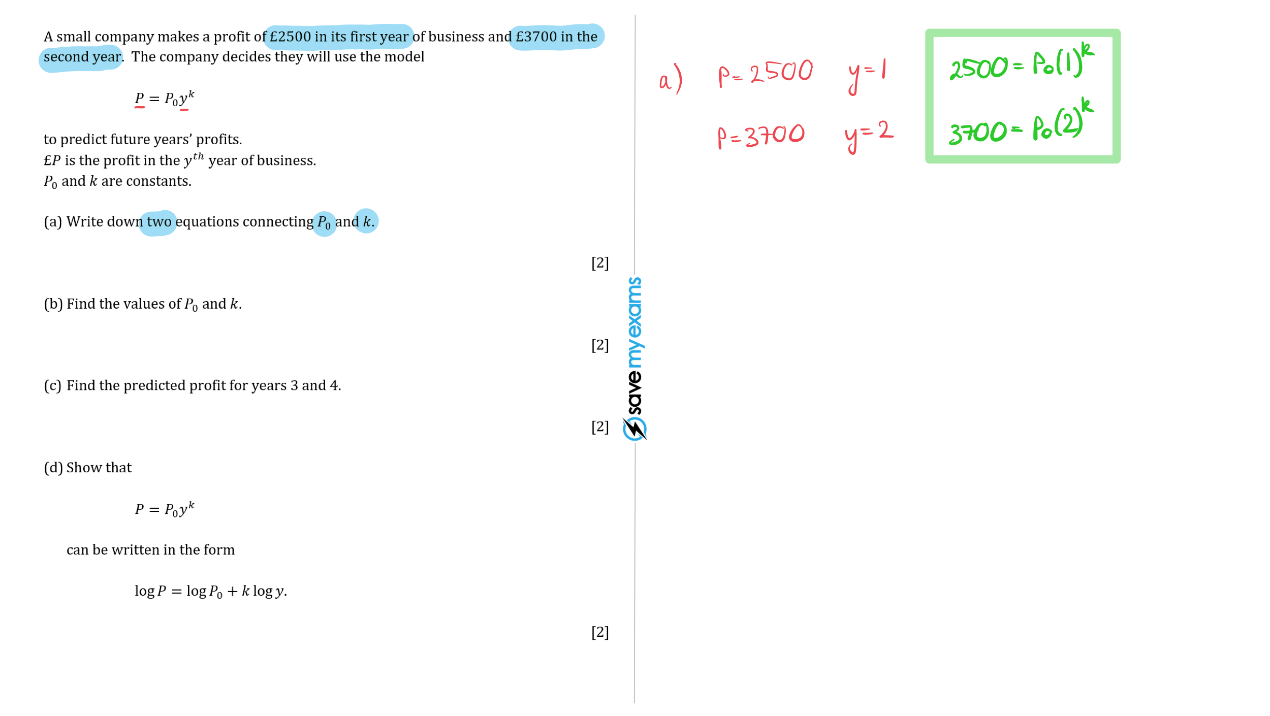 A small company makes a profit of £2500 in its first year of business and £3700 in the
second year. The company decides they will use the model
P = P₀yᵏ
to predict future years' profits.
£P is the profit in the yᵗʰ year of business.
P₀ and k are constants.
(a) Write down two equations connecting P₀ and k.
[2]
(b) Find the values of P₀ and k.
[2]
(c) Find the predicted profit for years 3 and 4.
[2]
(d) Show that
P = P₀yᵏ
can be written in the form
log P = log P₀ + k log y.
[2]
save my exams
a) P=2500 y=1
P=3700 y=2
2500 = P₀(1)ᵏ
3700 = P₀(2)ᵏ